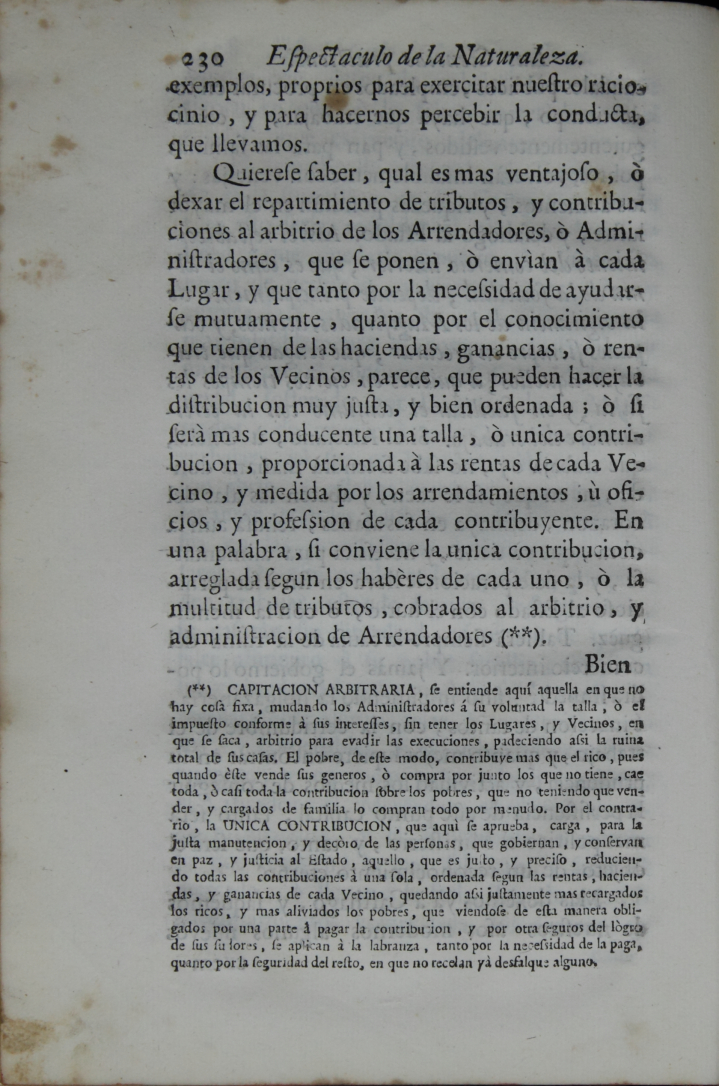 230 Eſpectaculo de la Naturaleza.
exemplos, proprios para exercitar nueſtro racio-
cinio , y para hacernos percebir la conducta,
que llevamos.
Quiereſe ſaber , qual es mas ventajoſo , ò
dexar el repartimiento de tributos , y contribu-
ciones al arbitrio de los Arrendadores, ò Admi-
niſtradores , que ſe ponen , ò envìan à cada
Lugar , y que tanto por la neceſsidad de ayudar-
ſe mutuamente , quanto por el conocimiento
que tienen de las haciendas , ganancias , ò ren-
tas de los Vecinos , parece, que pueden hacer la
diſtribucion muy juſta, y bien ordenada ; ò ſi
ſerà mas conducente una talla , ò unica contri-
bucion , proporcionada à las rentas de cada Ve-
cino , y medida por los arrendamientos , ù ofi-
cios , y profeſsion de cada contribuyente. En
una palabra , ſi conviene la unica contribucion,
arreglada ſegun los habères de cada uno , ò la
multitud de tributos , cobrados al arbitrio, y
adminiſtracion de Arrendadores (**).
Bien
(**) CAPITACION ARBITRARIA, ſe entiende aquí aquella en que no
hay coſa fixa, mudando los Adminiſtradores á ſu voluntad la talla , ò el
impueſto conforme à ſus intereſſes, ſin tener los Lugares, y Vecinos, en
que ſe ſaca , arbitrio para evadir las execuciones , padeciendo aſsi la ruina
total de ſus caſas. El pobre, de eſte modo, contribuye mas que el rico , pues
quando èſte vende ſus generos , ò compra por junto los que no tiene , cae
toda , ò caſi toda la contribucion ſobre los pobres, que no teniendo que ven-
der , y cargados de familia lo compran todo por menudo. Por el contra-
rio , la UNICA CONTRIBUCION, que aquì ſe aprueba, carga , para la
juſta manutencion , y decòro de las perſonas, que gobiernan , y conſervan
en paz , y juſticia al Eſtado , aquello , que es juſto , y preciſo , reducien-
do todas las contribuciones à una ſola , ordenada ſegun las rentas , hacien-
das, y ganancias de cada Vecino , quedando aſsi juſtamente mas recargados
los ricos, y mas aliviados los pobres, que viendoſe de eſta manera obli-
gados por una parte â pagar la contribucion , y por otra ſeguros del lògro
de ſus ſudores, ſe aplican à la labranza , tanto por la neceſsidad de la paga,
quanto por la ſeguridad del reſto, en que no recelan yà desfalque alguno.